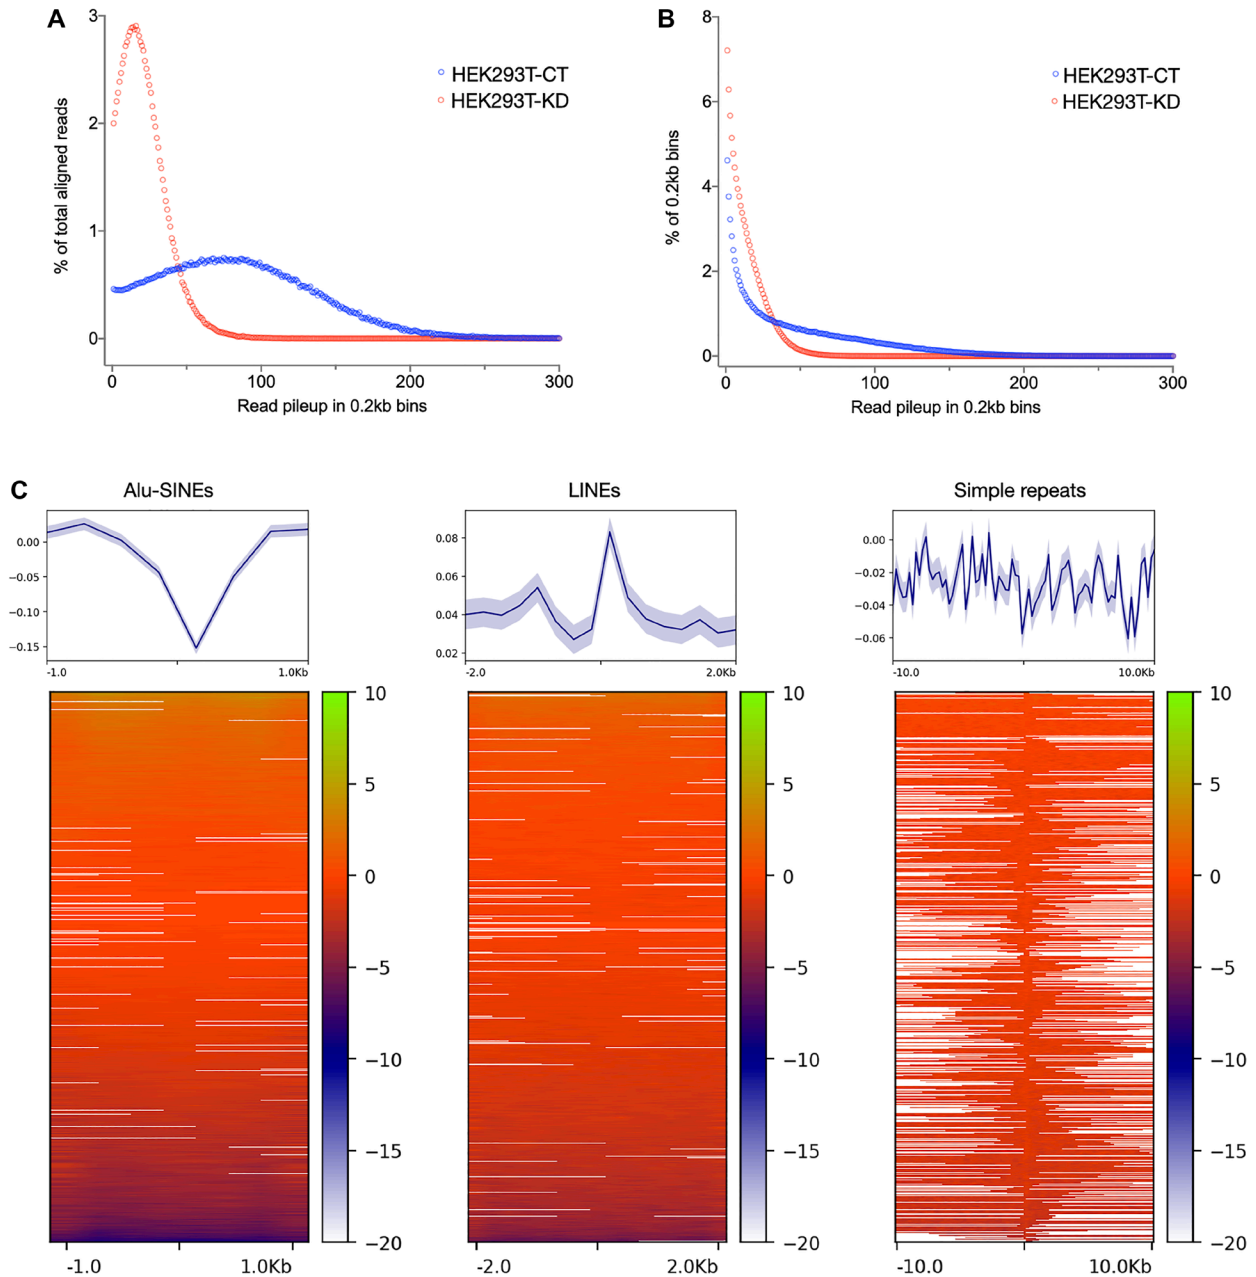 A
3
2
1
0
% of total aligned reads
HEK293T-CT
HEK293T-KD
0
100
200
300
Read pileup in 0.2kb bins
B
8
6
4
2
0
% of 0.2kb bins
HEK293T-CT
HEK293T-KD
0
100
200
300
Read pileup in 0.2kb bins
C
Alu-SINEs
0.00
−0.05
−0.10
−0.15
-1.0
1.0Kb
10
5
0
−5
−10
−15
−20
-1.0
1.0Kb
LINEs
0.08
0.06
0.04
0.02
-2.0
2.0Kb
10
5
0
−5
−10
−15
−20
-2.0
2.0Kb
Simple repeats
0.00
−0.02
−0.04
−0.06
-10.0
10.0Kb
10
5
0
−5
−10
−15
−20
-10.0
10.0Kb